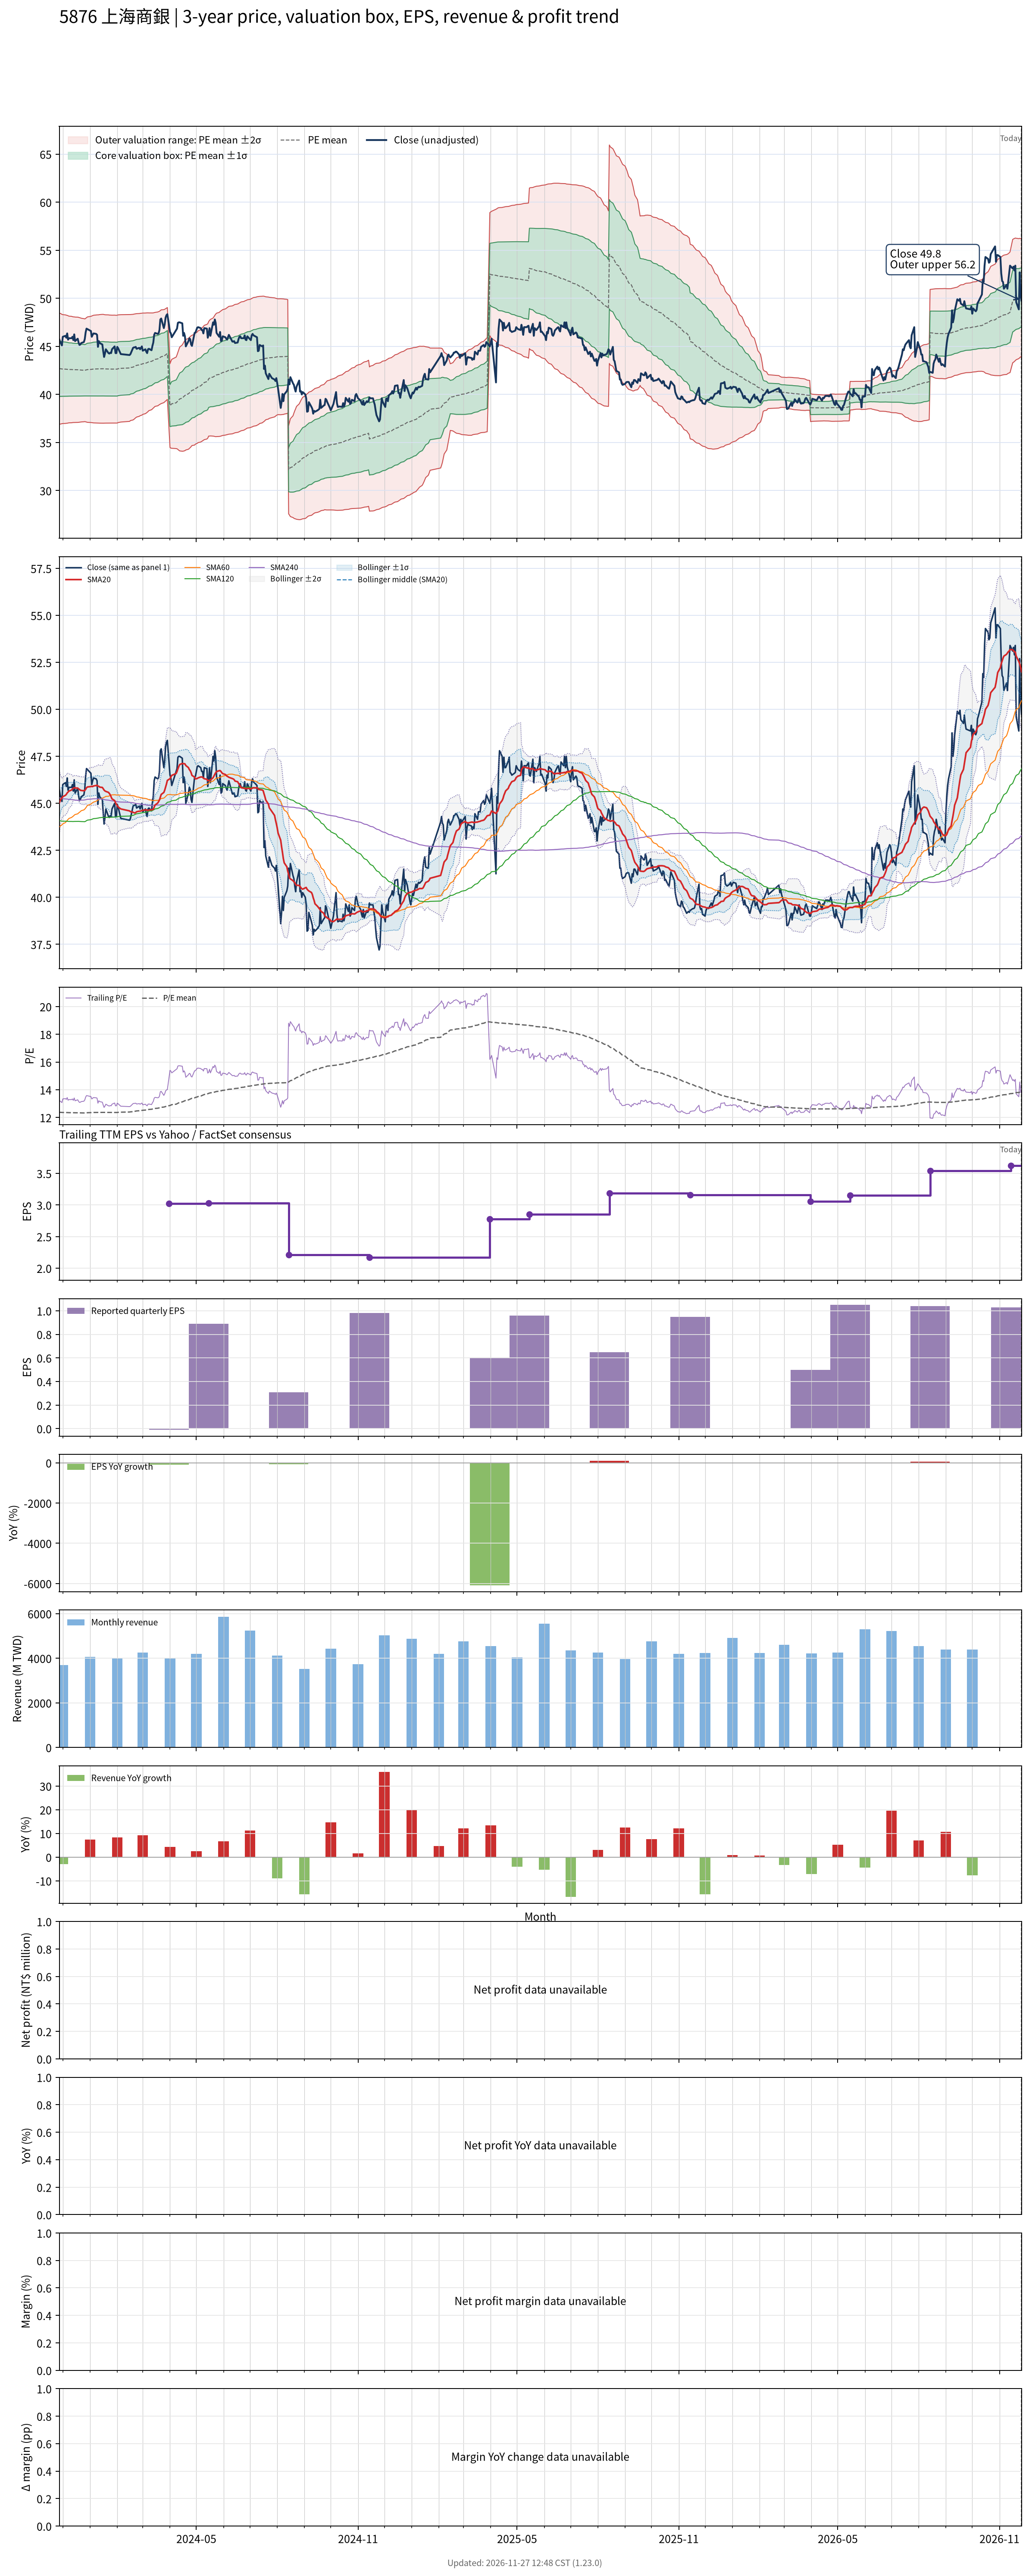 5876 上海商銀 | 3-year price, valuation box, EPS, revenue & profit trend
Outer valuation range: PE mean ±2σ
PE mean
Close (unadjusted)
Core valuation box: PE mean ±1σ
Today
Close 49.8
Outer upper 56.2
Price (TWD)
65
60
55
50
45
40
35
30
Close (same as panel 1)
SMA60
SMA240
Bollinger ±1σ
SMA20
SMA120
Bollinger ±2σ
Bollinger middle (SMA20)
Price
57.5
55.0
52.5
50.0
47.5
45.0
42.5
40.0
37.5
Trailing P/E
P/E mean
P/E
20
18
16
14
12
Trailing TTM EPS vs Yahoo / FactSet consensus
Today
EPS
3.5
3.0
2.5
2.0
Reported quarterly EPS
EPS
1.0
0.8
0.6
0.4
0.2
0.0
EPS YoY growth
YoY (%)
0
-2000
-4000
-6000
Monthly revenue
Revenue (M TWD)
6000
4000
2000
0
Revenue YoY growth
YoY (%)
30
20
10
0
-10
Month
Net profit (NT$ million)
1.0
0.8
0.6
0.4
0.2
0.0
Net profit data unavailable
YoY (%)
1.0
0.8
0.6
0.4
0.2
0.0
Net profit YoY data unavailable
Margin (%)
1.0
0.8
0.6
0.4
0.2
0.0
Net profit margin data unavailable
Δ margin (pp)
1.0
0.8
0.6
0.4
0.2
0.0
Margin YoY change data unavailable
2024-05
2024-11
2025-05
2025-11
2026-05
2026-11
Updated: 2026-11-27 12:48 CST (1.23.0)